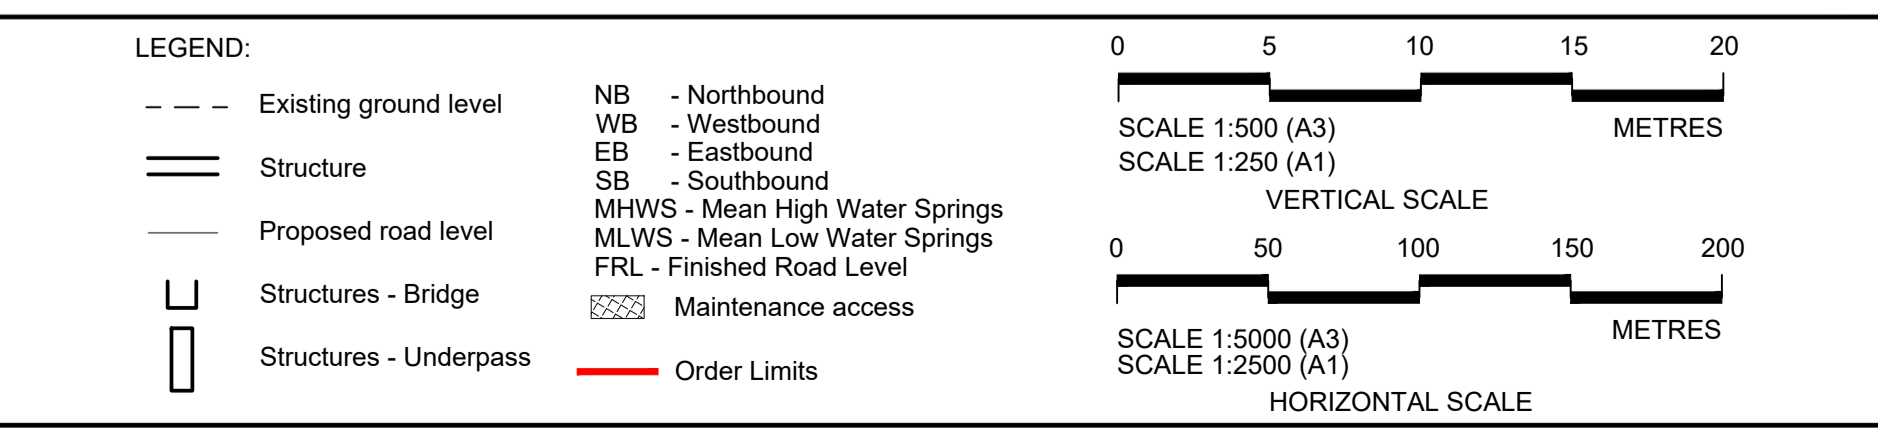 LEGEND:
Existing ground level
Structure
Proposed road level
Structures - Bridge
Structures - Underpass
NB - Northbound
WB - Westbound
EB - Eastbound
SB - Southbound
MHWS - Mean High Water Springs
MLWS - Mean Low Water Springs
FRL - Finished Road Level
Maintenance access
Order Limits
0 5 10 15 20
SCALE 1:500 (A3) METRES
SCALE 1:250 (A1)
VERTICAL SCALE
0 50 100 150 200
SCALE 1:5000 (A3) METRES
SCALE 1:2500 (A1)
HORIZONTAL SCALE